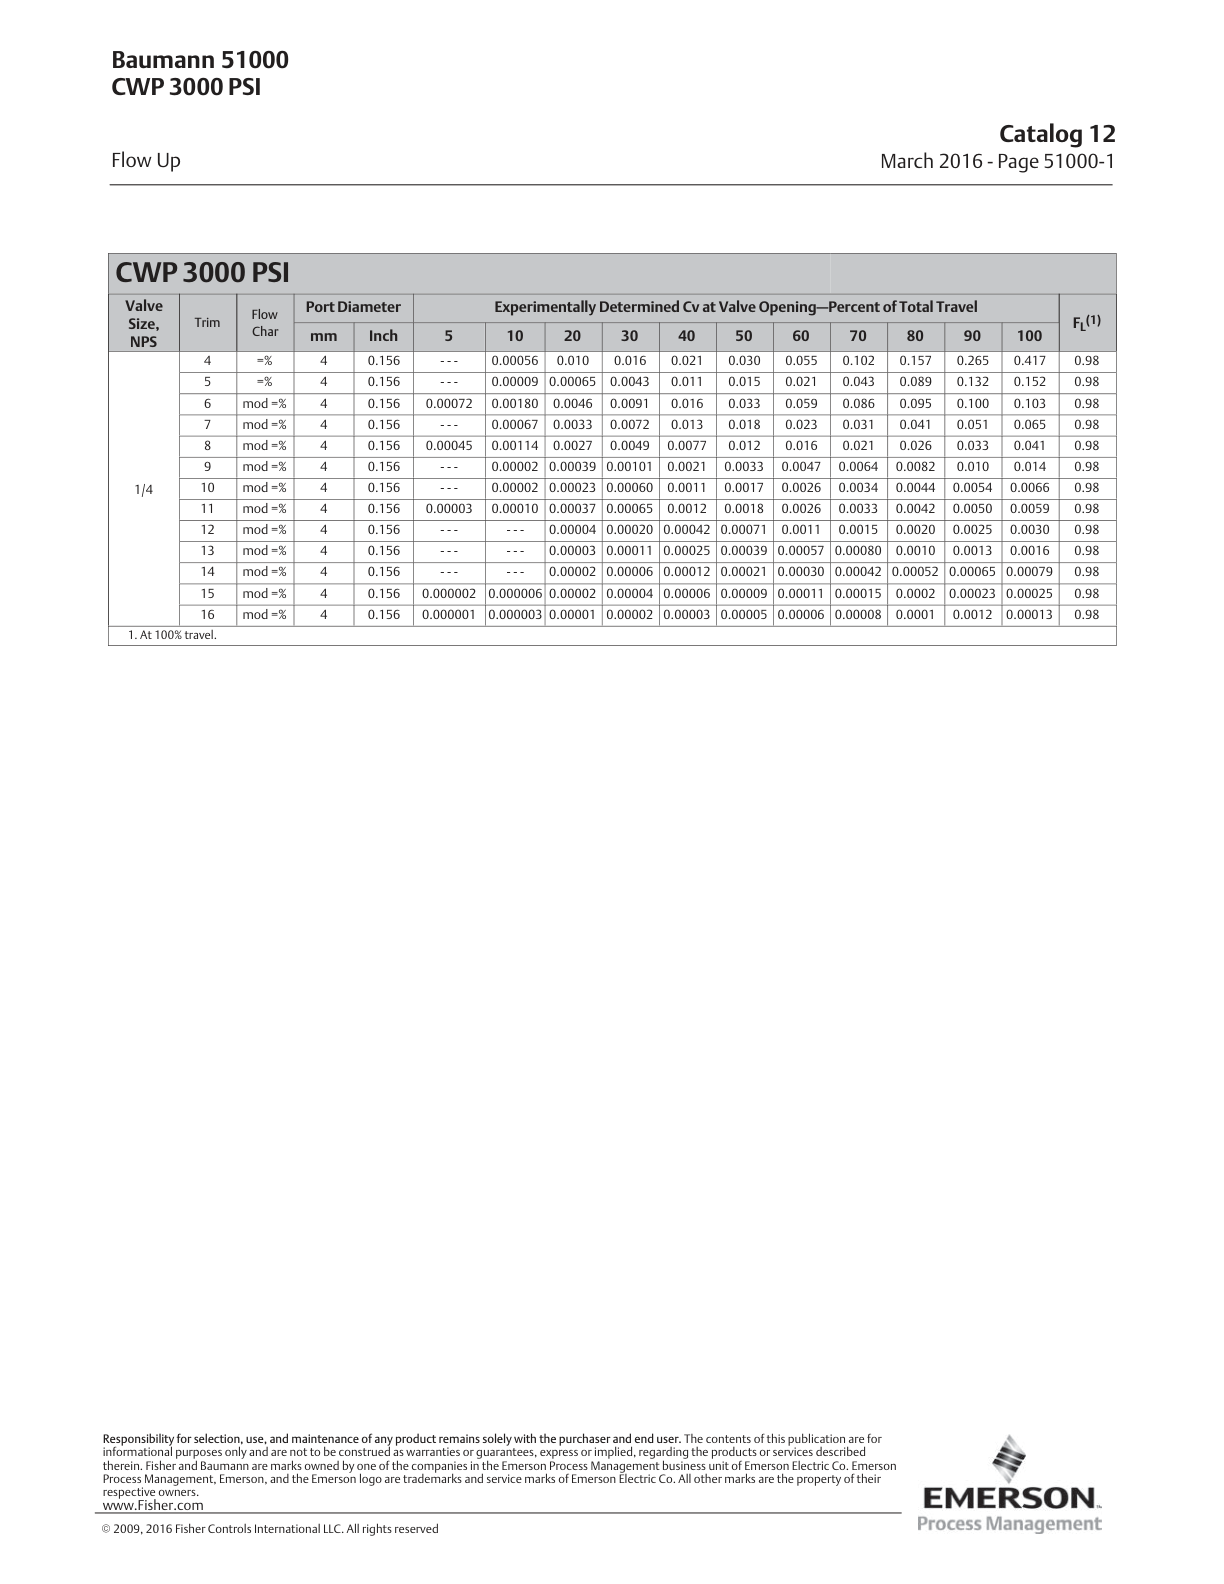 Baumann 51000
CWP 3000 PSI
Catalog 12
Flow Up
March 2016 - Page 51000-1
CWP 3000 PSI
Valve Size, NPS Trim Flow Char Port Diameter Experimentally Determined Cv at Valve Opening—Percent of Total Travel FL(1)
mm Inch 5 10 20 30 40 50 60 70 80 90 100
1/4
4 =% 4 0.156 - - - 0.00056 0.010 0.016 0.021 0.030 0.055 0.102 0.157 0.265 0.417 0.98
5 =% 4 0.156 - - - 0.00009 0.00065 0.0043 0.011 0.015 0.021 0.043 0.089 0.132 0.152 0.98
6 mod =% 4 0.156 0.00072 0.00180 0.0046 0.0091 0.016 0.033 0.059 0.086 0.095 0.100 0.103 0.98
7 mod =% 4 0.156 - - - 0.00067 0.0033 0.0072 0.013 0.018 0.023 0.031 0.041 0.051 0.065 0.98
8 mod =% 4 0.156 0.00045 0.00114 0.0027 0.0049 0.0077 0.012 0.016 0.021 0.026 0.033 0.041 0.98
9 mod =% 4 0.156 - - - 0.00002 0.00039 0.00101 0.0021 0.0033 0.0047 0.0064 0.0082 0.010 0.014 0.98
10 mod =% 4 0.156 - - - 0.00002 0.00023 0.00060 0.0011 0.0017 0.0026 0.0034 0.0044 0.0054 0.0066 0.98
11 mod =% 4 0.156 0.00003 0.00010 0.00037 0.00065 0.0012 0.0018 0.0026 0.0033 0.0042 0.0050 0.0059 0.98
12 mod =% 4 0.156 - - - - - - 0.00004 0.00020 0.00042 0.00071 0.0011 0.0015 0.0020 0.0025 0.0030 0.98
13 mod =% 4 0.156 - - - - - - 0.00003 0.00011 0.00025 0.00039 0.00057 0.00080 0.0010 0.0013 0.0016 0.98
14 mod =% 4 0.156 - - - - - - 0.00002 0.00006 0.00012 0.00021 0.00030 0.00042 0.00052 0.00065 0.00079 0.98
15 mod =% 4 0.156 0.000002 0.000006 0.00002 0.00004 0.00006 0.00009 0.00011 0.00015 0.0002 0.00023 0.00025 0.98
16 mod =% 4 0.156 0.000001 0.000003 0.00001 0.00002 0.00003 0.00005 0.00006 0.00008 0.0001 0.0012 0.00013 0.98
1. At 100% travel.
Responsibility for selection, use, and maintenance of any product remains solely with the purchaser and end user. The contents of this publication are for
informational purposes only and are not to be construed as warranties or guarantees, express or implied, regarding the products or services described
therein. Fisher and Baumann are marks owned by one of the companies in the Emerson Process Management business unit of Emerson Electric Co. Emerson
Process Management, Emerson, and the Emerson logo are trademarks and service marks of Emerson Electric Co. All other marks are the property of their
respective owners.
www.Fisher.com
© 2009, 2016 Fisher Controls International LLC. All rights reserved
EMERSON
Process Management